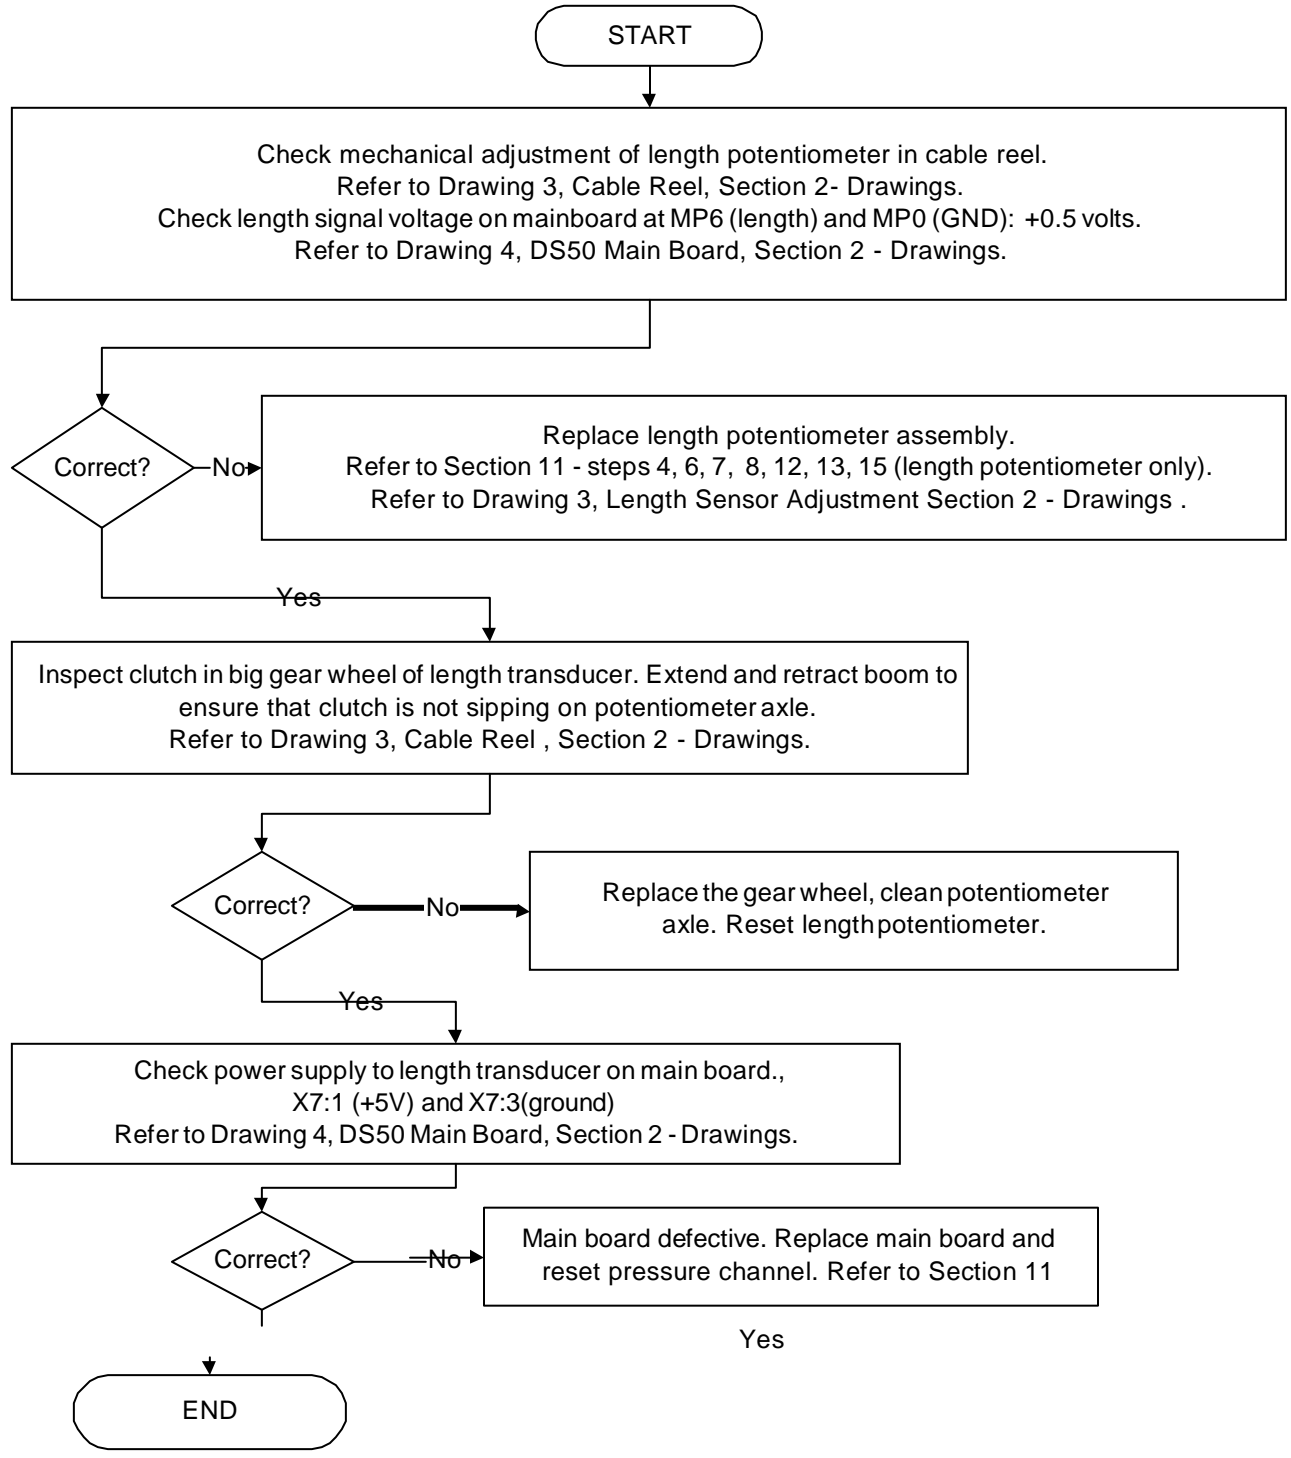 START
Check mechanical adjustment of length potentiometer in cable reel.
Refer to Drawing 3, Cable Reel, Section 2- Drawings.
Check length signal voltage on mainboard at MP6 (length) and MP0 (GND): +0.5 volts.
Refer to Drawing 4, DS50 Main Board, Section 2 - Drawings.
Correct?
No
Replace length potentiometer assembly.
Refer to Section 11 - steps 4, 6, 7, 8, 12, 13, 15 (length potentiometer only).
Refer to Drawing 3, Length Sensor Adjustment Section 2 - Drawings .
Yes
Inspect clutch in big gear wheel of length transducer. Extend and retract boom to
ensure that clutch is not sipping on potentiometer axle.
Refer to Drawing 3, Cable Reel , Section 2 - Drawings.
Correct?
No
Replace the gear wheel, clean potentiometer
axle. Reset length potentiometer.
Yes
Check power supply to length transducer on main board.,
X7:1 (+5V) and X7:3(ground)
Refer to Drawing 4, DS50 Main Board, Section 2 - Drawings.
Correct?
No
Main board defective. Replace main board and
reset pressure channel. Refer to Section 11
Yes
END